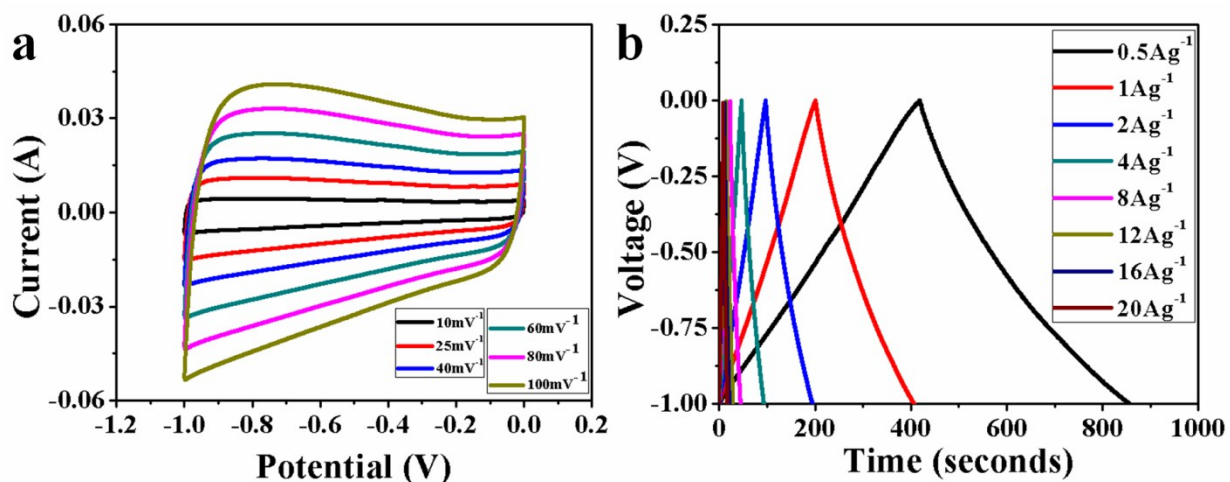 a
0.06
0.03
0.00
-0.03
-0.06
Current (A)
-1.2 -1.0 -0.8 -0.6 -0.4 -0.2 0.0 0.2
Potential (V)
10mV⁻¹
25mV⁻¹
40mV⁻¹
60mV⁻¹
80mV⁻¹
100mV⁻¹
b
0.25
0.00
-0.25
-0.50
-0.75
-1.00
Voltage (V)
0 200 400 600 800 1000
Time (seconds)
0.5Ag⁻¹
1Ag⁻¹
2Ag⁻¹
4Ag⁻¹
8Ag⁻¹
12Ag⁻¹
16Ag⁻¹
20Ag⁻¹